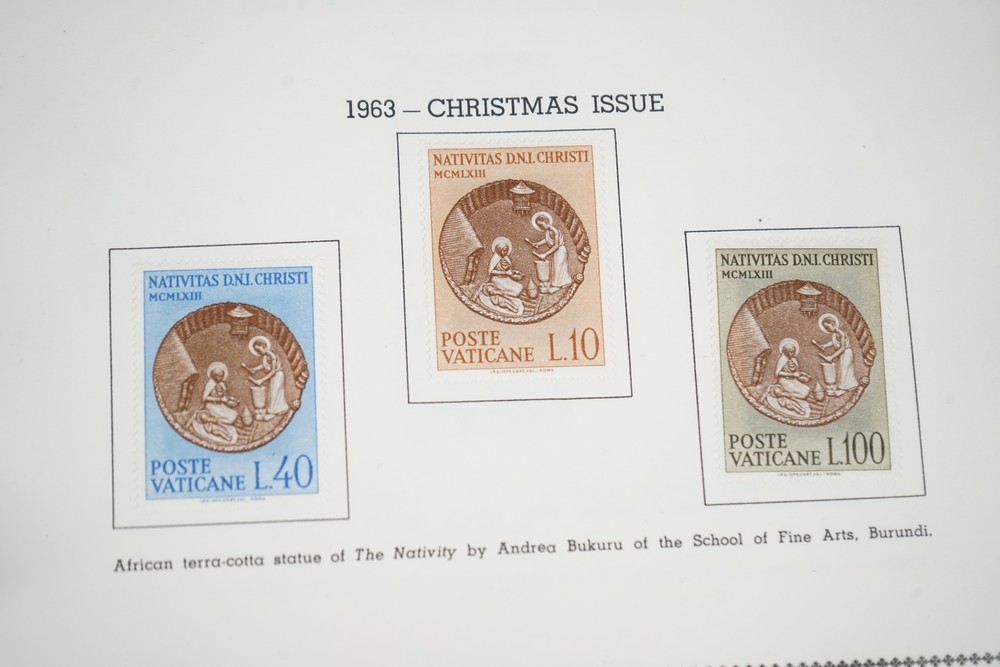 1963 — CHRISTMAS ISSUE
NATIVITAS D.N.I. CHRISTI
MCMLXIII
POSTE
VATICANE L.10
NATIVITAS D.N.I. CHRISTI
MCMLXIII
POSTE
VATICANE L.40
NATIVITAS D.N.I. CHRISTI
MCMLXIII
POSTE
VATICANE L.100
African terra-cotta statue of The Nativity by Andrea Bukuru of the School of Fine Arts, Burundi.